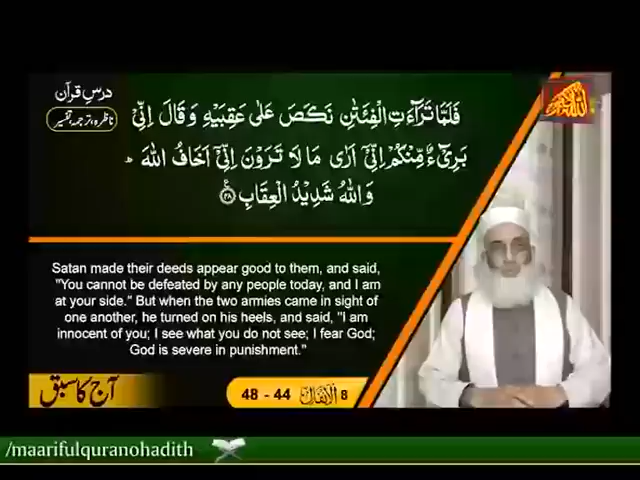 درسِ قرآن
ناظرہ، ترجمہ، تفسیر
فَلَمَّا تَرَآءَتِ الْفِئَتٰنِ نَكَصَ عَلٰى عَقِبَيْهِ وَقَالَ اِنِّىْ
بَرِىْٓءٌ مِّنْكُمْ اِنِّىْٓ اَرٰى مَا لَا تَرَوْنَ اِنِّىْٓ اَخَافُ اللّٰهَ ؕ
وَاللّٰهُ شَدِيْدُ الْعِقَابِ ۴۸
Satan made their deeds appear good to them, and said,
"You cannot be defeated by any people today, and I am
at your side." But when the two armies came in sight of
one another, he turned on his heels, and said, "I am
innocent of you; I see what you do not see; I fear God;
God is severe in punishment."
آج کا سبق
8 الْاَنْفَال 44 - 48
/maarifulquranohadith